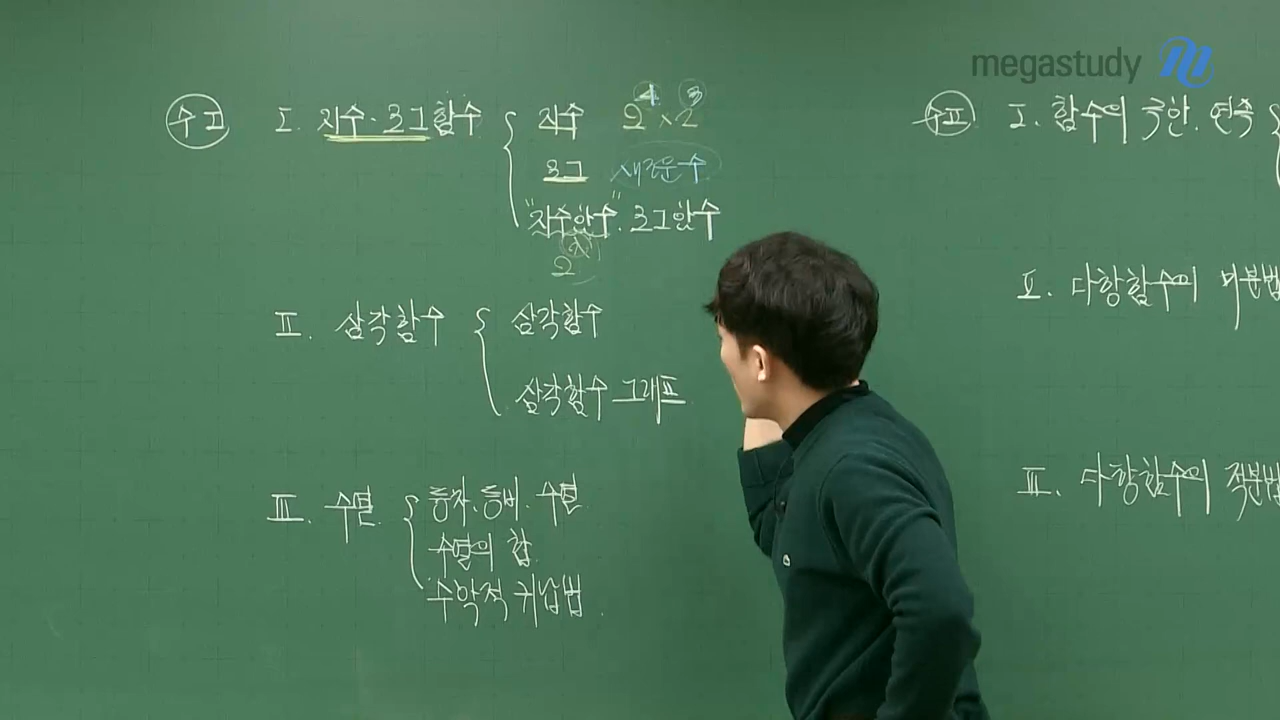 megastudy
수I I. 지수·로그함수 지수 2⁴×2³
로그 새로운 수
"지수함수". 로그함수
2ˣ
II. 삼각함수 삼각함수
삼각함수 그래프
III. 수열 등차·등비·수열
수열의 합
수학적 귀납법.
수II I. 함수의 극한·연속
II. 다항함수의 미분법
III. 다항함수의 적분법